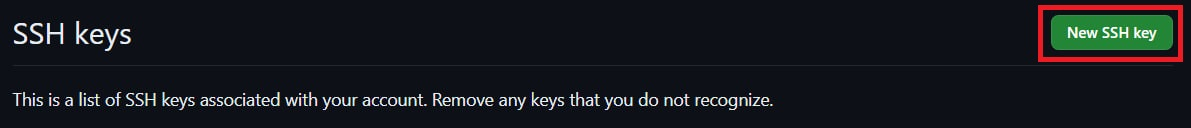 SSH keys
New SSH key
This is a list of SSH keys associated with your account. Remove any keys that you do not recognize.